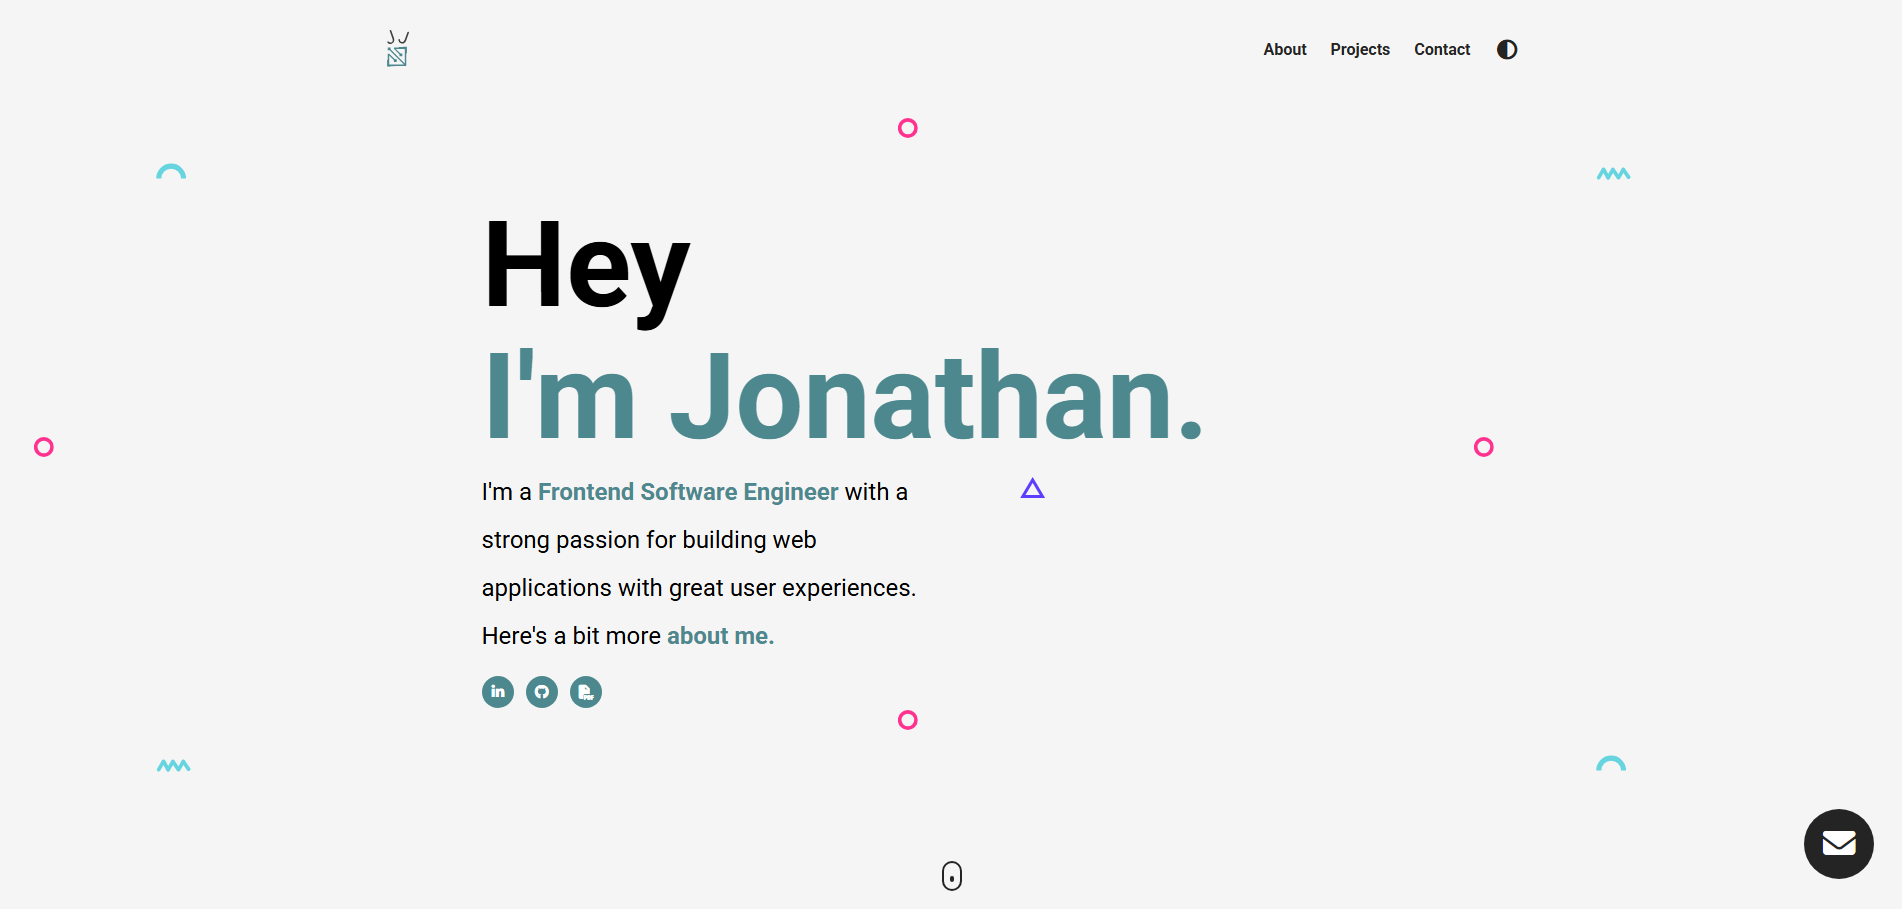 About Projects Contact
Hey
I'm Jonathan.
I'm a Frontend Software Engineer with a
strong passion for building web
applications with great user experiences.
Here's a bit more about me.
in
PDF